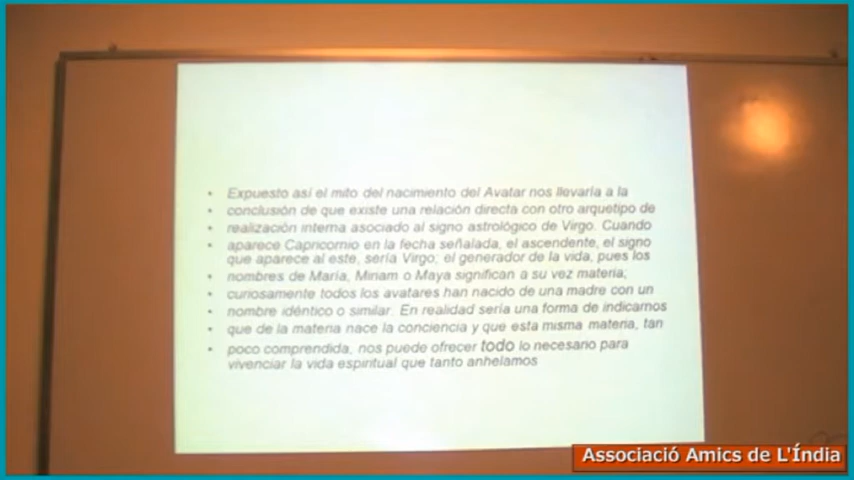 • Expuesto así el mito del nacimiento del Avatar nos llevaría a la
• conclusión de que existe una relación directa con otro arquetipo de
• realización interna asociado al signo astrológico de Virgo. Cuando
• aparece Capricornio en la fecha señalada, el ascendente, el signo
que aparece al este, sería Virgo; el generador de la vida, pues los
• nombres de María, Miriam o Maya significan a su vez materia;
• curiosamente todos los avatares han nacido de una madre con un
• nombre idéntico o similar. En realidad sería una forma de indicarnos
• que de la materia nace la conciencia y que esta misma materia, tan
• poco comprendida, nos puede ofrecer todo lo necesario para
vivenciar la vida espiritual que tanto anhelamos
Associació Amics de L'Índia